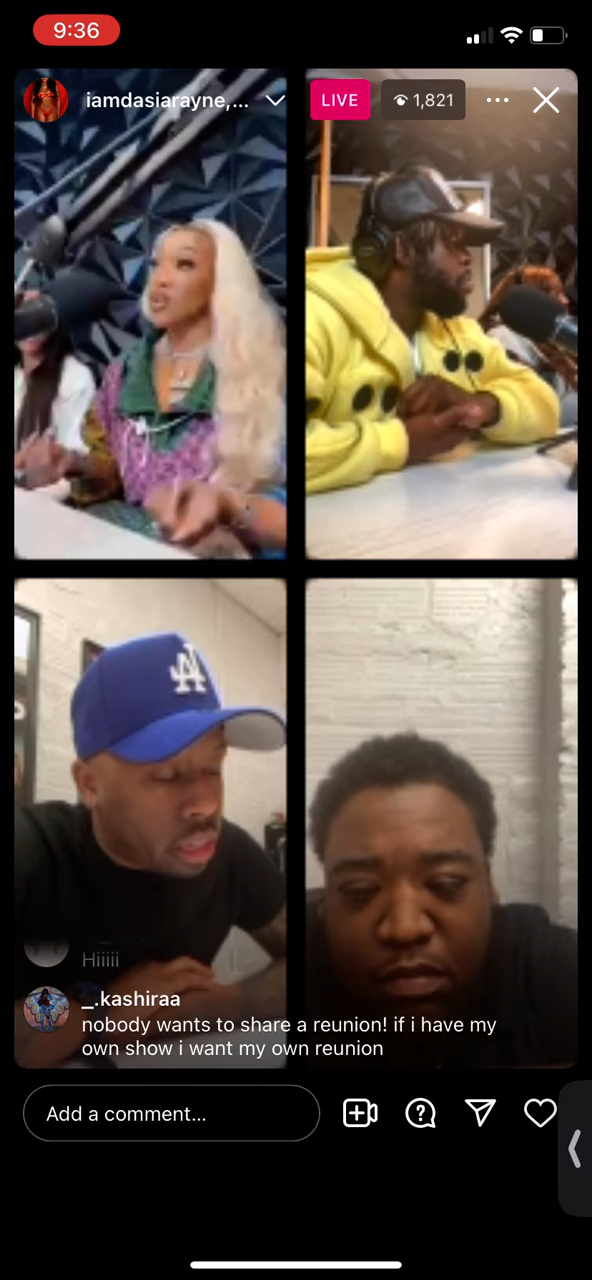 9:36
iamdasiarayne,...
LIVE
1,821
LA
Hiiiii
_.kashiraa
nobody wants to share a reunion! if i have my
own show i want my own reunion
Add a comment...